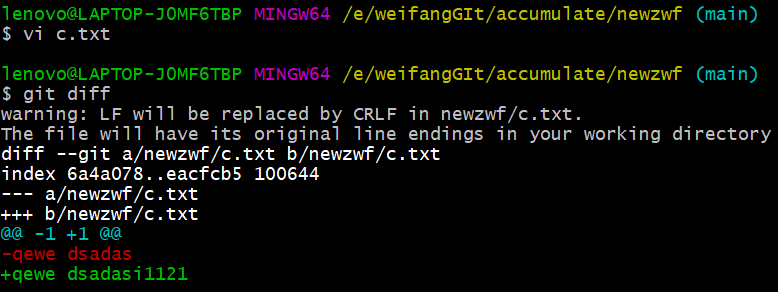 lenovo@LAPTOP-J0MF6TBP MINGW64 /e/weifangGIt/accumulate/newzwf (main)
$ vi c.txt
lenovo@LAPTOP-J0MF6TBP MINGW64 /e/weifangGIt/accumulate/newzwf (main)
$ git diff
warning: LF will be replaced by CRLF in newzwf/c.txt.
The file will have its original line endings in your working directory
diff --git a/newzwf/c.txt b/newzwf/c.txt
index 6a4a078..eacfcb5 100644
--- a/newzwf/c.txt
+++ b/newzwf/c.txt
@@ -1 +1 @@
-qewe dsadas
+qewe dsadasi1121